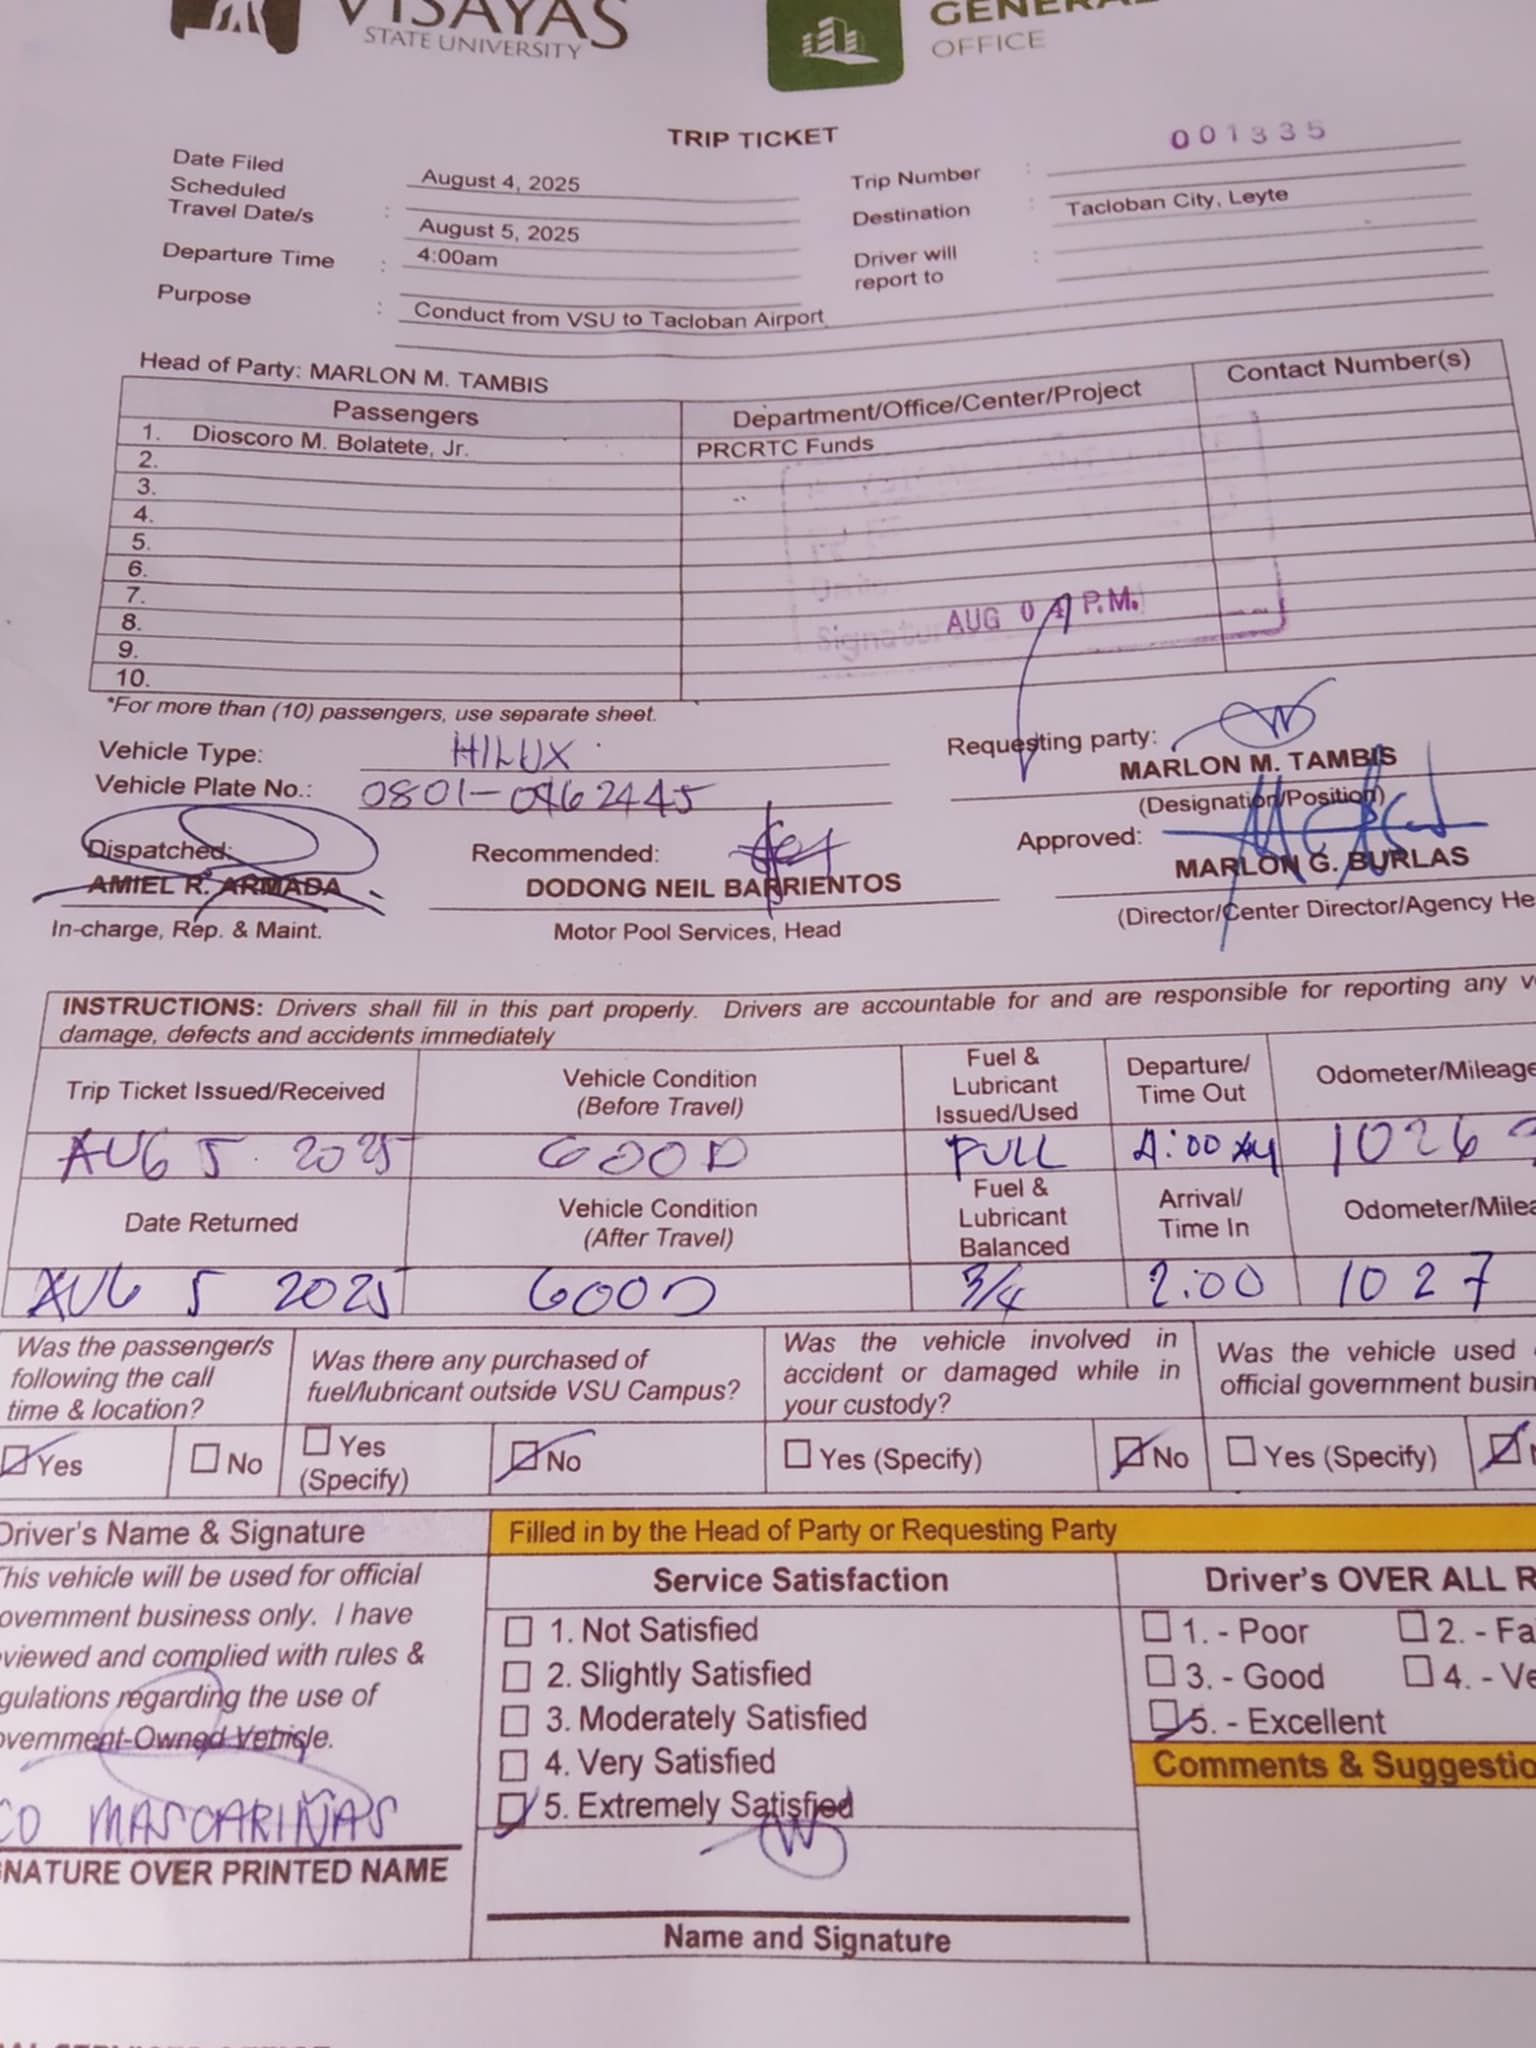 VISAYAS
STATE UNIVERSITY
GENERAL
OFFICE
TRIP TICKET
001335
Date Filed August 4, 2025
Trip Number :
Scheduled
Travel Date/s : August 5, 2025
Destination : Tacloban City, Leyte
Departure Time : 4:00am
Driver will
report to :
Purpose : Conduct from VSU to Tacloban Airport
Head of Party: MARLON M. TAMBIS
Passengers Department/Office/Center/Project Contact Number(s)
1. Dioscoro M. Bolatete, Jr. PRCRTC Funds
2.
3.
4.
5.
6.
7.
8.
9.
10.
Signatur
AUG 04 P.M.
*For more than (10) passengers, use separate sheet.
Vehicle Type: HILUX
Requesting party:
MARLON M. TAMBIS
Vehicle Plate No.:
(Designation/Position)
Dispatched: Recommended: Approved:
AMIEL R. ARMADA DODONG NEIL BARRIENTOS MARLON G. BURLAS
In-charge, Rep. & Maint. Motor Pool Services, Head (Director/Center Director/Agency He
INSTRUCTIONS: Drivers shall fill in this part properly. Drivers are accountable for and are responsible for reporting any
damage, defects and accidents immediately
Trip Ticket Issued/Received
Vehicle Condition
(Before Travel)
Fuel &
Lubricant
Issued/Used
Departure/
Time Out
Odometer/Mileage
AUG 5 2025 GOOD FULL 4:00 AM 1026
Date Returned
Vehicle Condition
(After Travel)
Fuel &
Lubricant
Balanced
Arrival/
Time In
Odometer/Milea
AUG 5 2025 GOOD 3/4 2:00 1027
Was the passenger/s
following the call
time & location?
Was there any purchased of
fuel/lubricant outside VSU Campus?
Was the vehicle involved in
accident or damaged while in
your custody?
Was the vehicle used
official government busin
Yes No Yes
(Specify)
No Yes (Specify) No Yes (Specify)
Driver's Name & Signature
Filled in by the Head of Party or Requesting Party
This vehicle will be used for official
overnment business only. I have
viewed and complied with rules &
gulations regarding the use of
overnment-Owned Vehicle.
CO MASCARIÑAS
NATURE OVER PRINTED NAME
Service Satisfaction
1. Not Satisfied
2. Slightly Satisfied
3. Moderately Satisfied
4. Very Satisfied
5. Extremely Satisfied
Name and Signature
Driver's OVER ALL R
1. - Poor 2. - Fa
3. - Good 4. - Ve
5. - Excellent
Comments & Suggestio